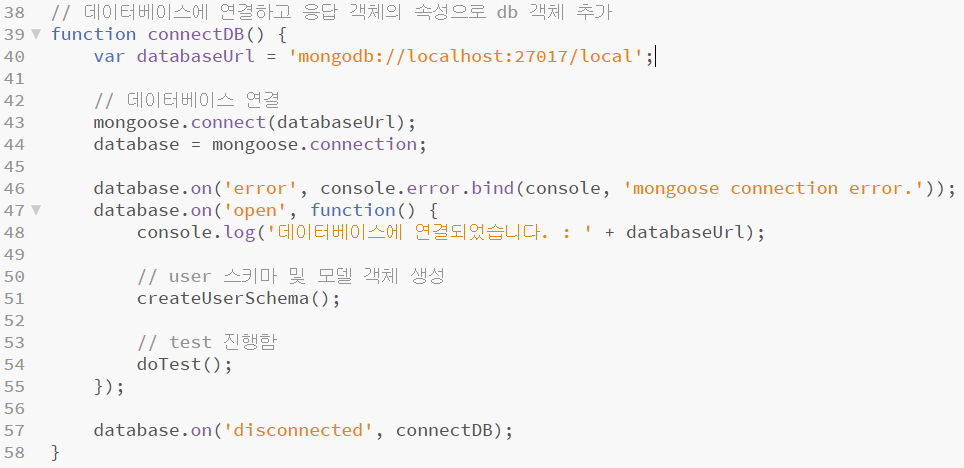 38 // 데이터베이스에 연결하고 응답 객체의 속성으로 db 객체 추가
39 ▼ function connectDB() {
40     var databaseUrl = 'mongodb://localhost:27017/local';
41
42     // 데이터베이스 연결
43     mongoose.connect(databaseUrl);
44     database = mongoose.connection;
45
46     database.on('error', console.error.bind(console, 'mongoose connection error.'));
47 ▼     database.on('open', function() {
48         console.log('데이터베이스에 연결되었습니다. : ' + databaseUrl);
49
50         // user 스키마 및 모델 객체 생성
51         createUserSchema();
52
53         // test 진행함
54         doTest();
55     });
56
57     database.on('disconnected', connectDB);
58 }